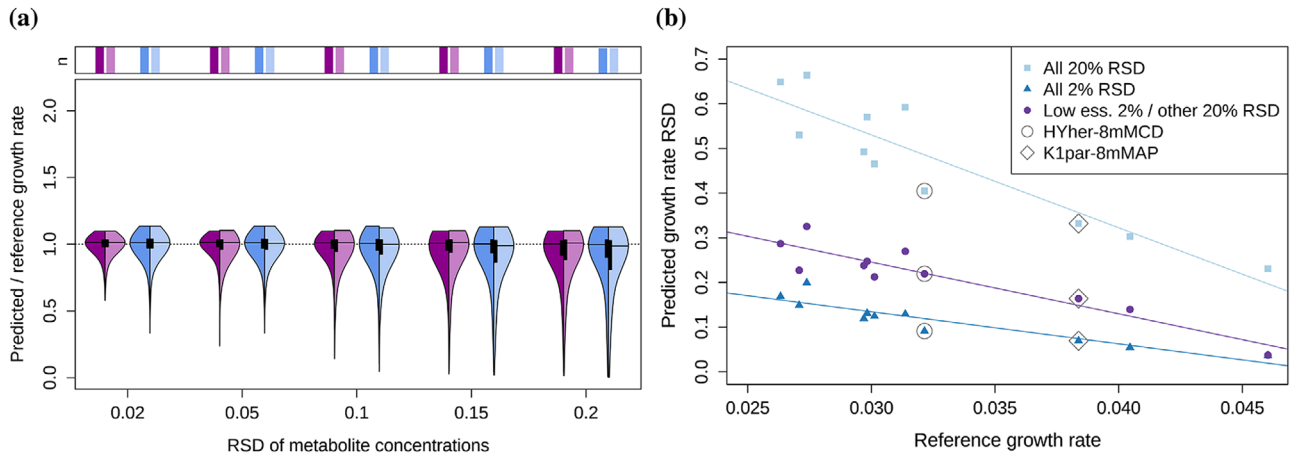 (a)
n
Predicted / reference growth rate
2.0
1.5
1.0
0.5
0.0
0.02
0.05
0.1
0.15
0.2
RSD of metabolite concentrations
(b)
Predicted growth rate RSD
0.7
0.6
0.5
0.4
0.3
0.2
0.1
0.0
All 20% RSD
All 2% RSD
Low ess. 2% / other 20% RSD
HYher-8mMCD
K1par-8mMAP
0.025
0.030
0.035
0.040
0.045
Reference growth rate